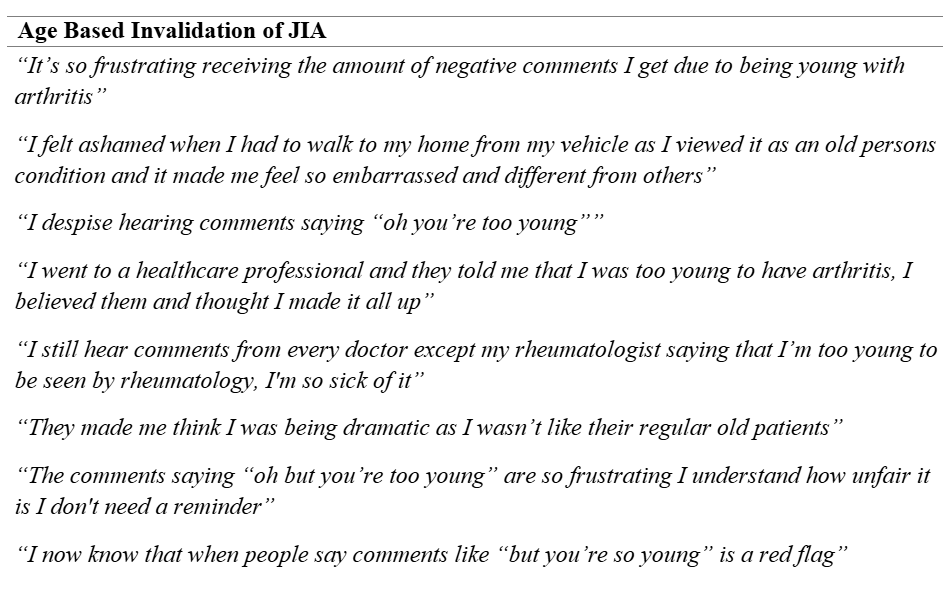 Age Based Invalidation of JIA
“It’s so frustrating receiving the amount of negative comments I get due to being young with
arthritis”
“I felt ashamed when I had to walk to my home from my vehicle as I viewed it as an old persons
condition and it made me feel so embarrassed and different from others”
“I despise hearing comments saying “oh you’re too young””
“I went to a healthcare professional and they told me that I was too young to have arthritis, I
believed them and thought I made it all up”
“I still hear comments from every doctor except my rheumatologist saying that I’m too young to
be seen by rheumatology, I'm so sick of it”
“They made me think I was being dramatic as I wasn’t like their regular old patients”
“The comments saying “oh but you’re too young” are so frustrating I understand how unfair it
is I don't need a reminder”
“I now know that when people say comments like “but you’re so young” is a red flag”